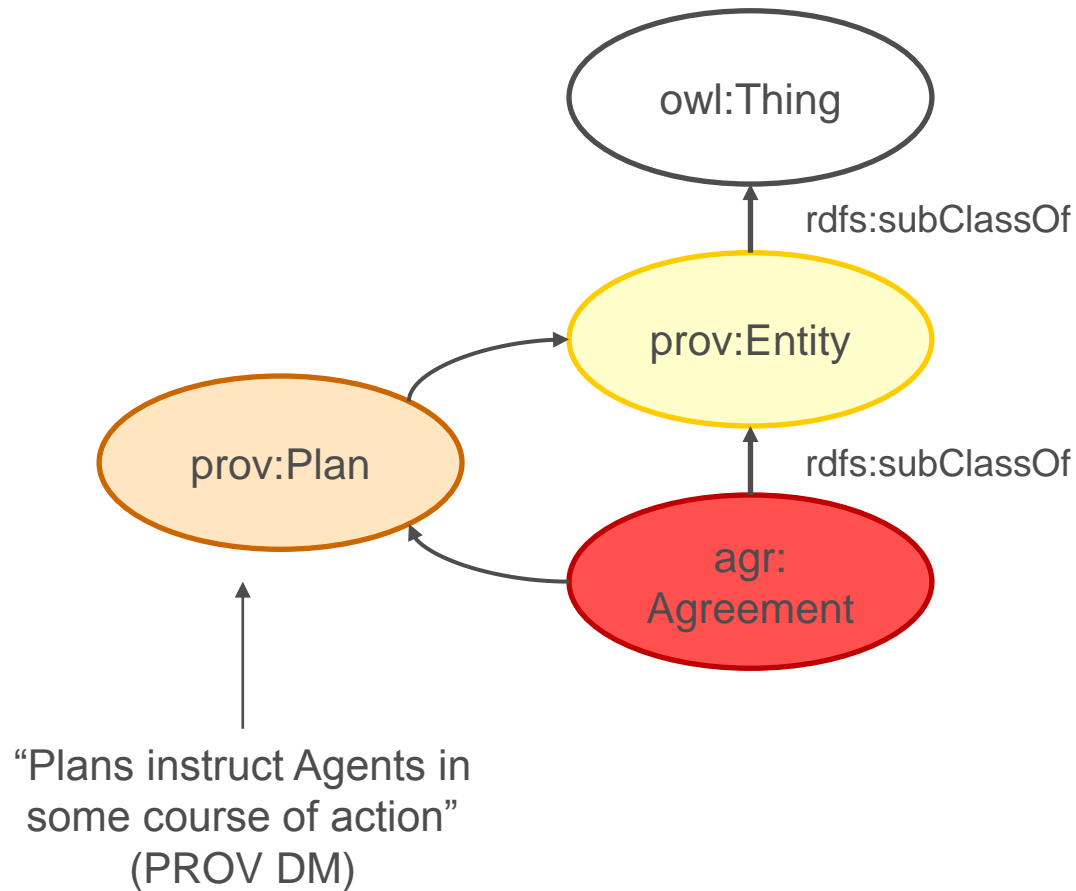 owl:Thing
rdfs:subClassOf
prov:Entity
prov:Plan
rdfs:subClassOf
agr:
Agreement
“Plans instruct Agents in
some course of action”
(PROV DM)